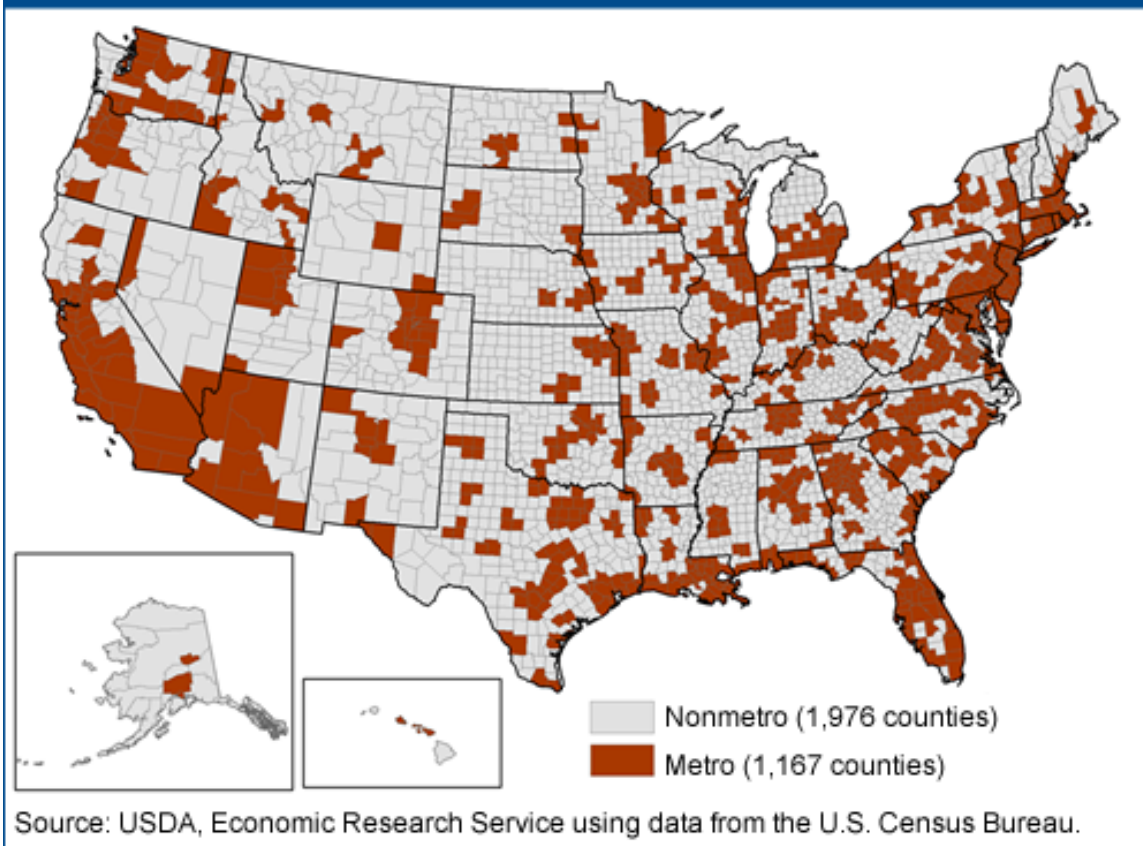 Nonmetro (1,976 counties)
Metro (1,167 counties)
Source: USDA, Economic Research Service using data from the U.S. Census Bureau.